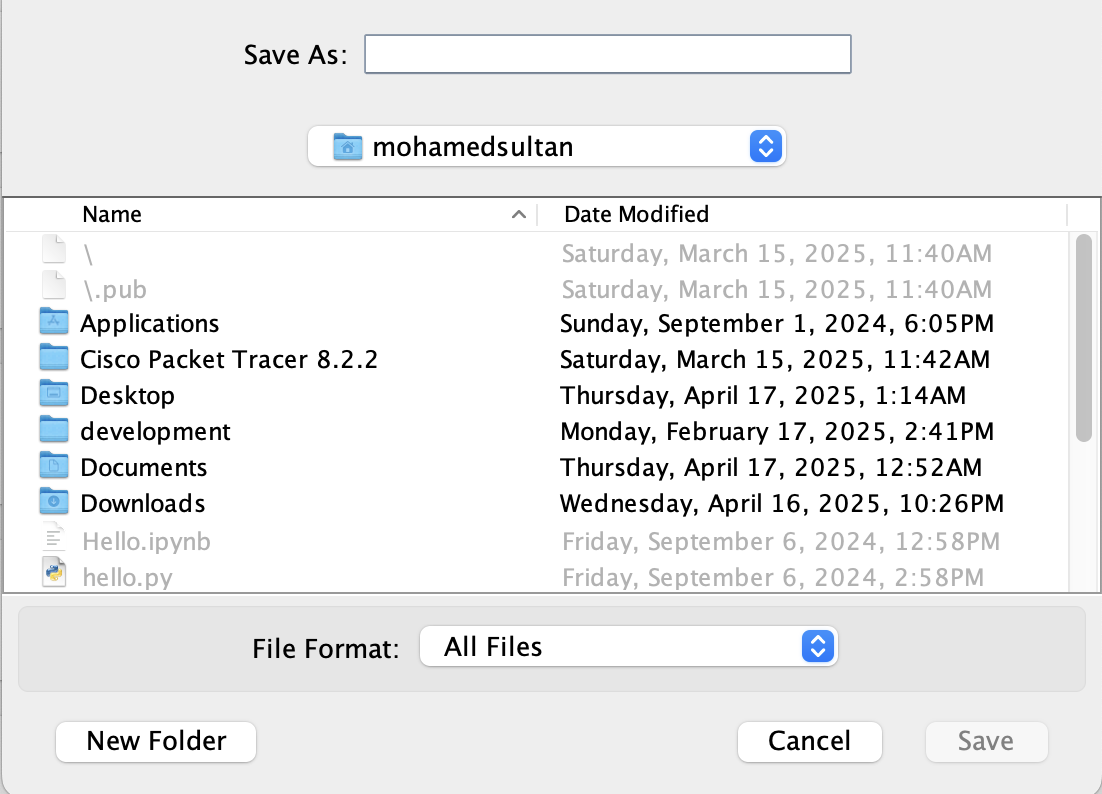 Save As:
mohamedsultan
Name Date Modified
\ Saturday, March 15, 2025, 11:40AM
\.pub Saturday, March 15, 2025, 11:40AM
Applications Sunday, September 1, 2024, 6:05PM
Cisco Packet Tracer 8.2.2 Saturday, March 15, 2025, 11:42AM
Desktop Thursday, April 17, 2025, 1:14AM
development Monday, February 17, 2025, 2:41PM
Documents Thursday, April 17, 2025, 12:52AM
Downloads Wednesday, April 16, 2025, 10:26PM
Hello.ipynb Friday, September 6, 2024, 12:58PM
hello.py Friday, September 6, 2024, 2:58PM
File Format: All Files
New Folder Cancel Save